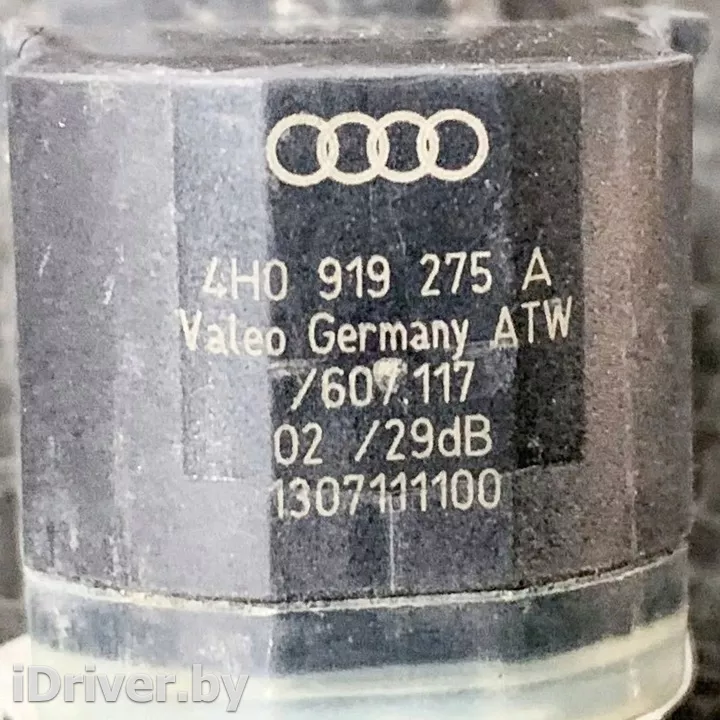 4H0 919 275 A
Valeo Germany ATW
/607.117
02 /29dB
1307111100
iDriver.by